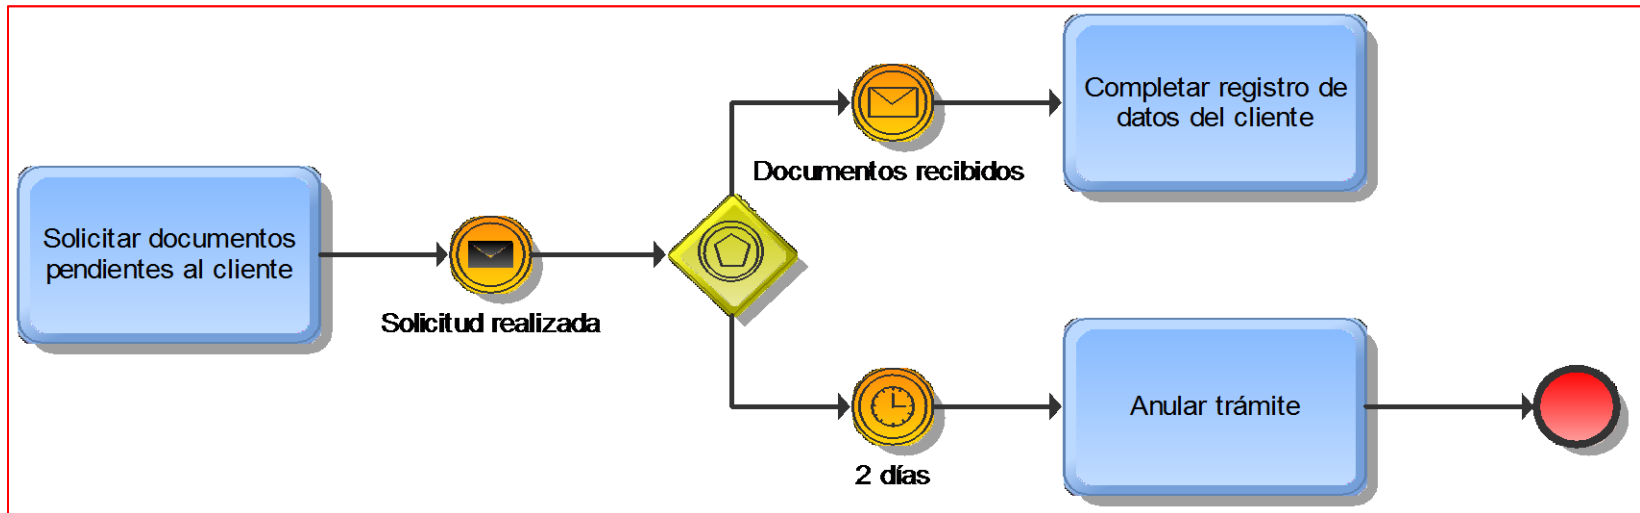 Completar registro de
datos del cliente
Documentos recibidos
Solicitar documentos
pendientes al cliente
Solicitud realizada
Anular trámite
2 días